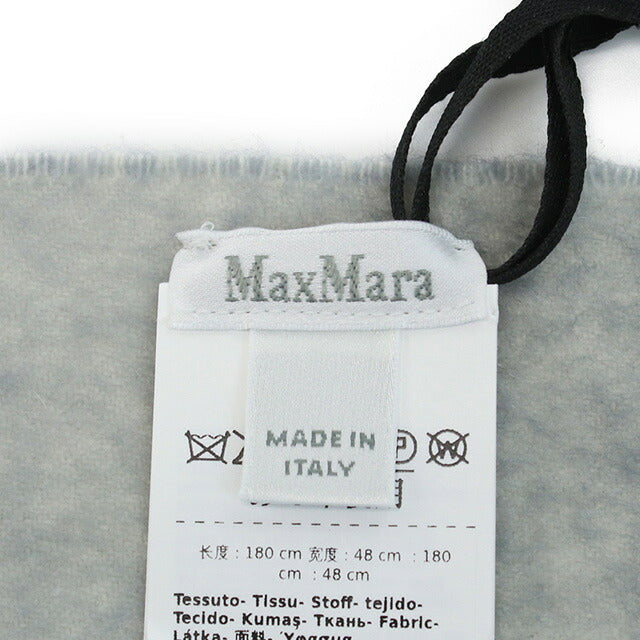 MaxMara
MADE IN
ITALY
P
W
长度 : 180 cm 宽度 : 48 cm : 180
cm : 48 cm
Tessuto- Tissu- Stoff- tejido-
Tecido- Kumaş- Ткань- Fabric-
Látka- 面料- Ύφασμα